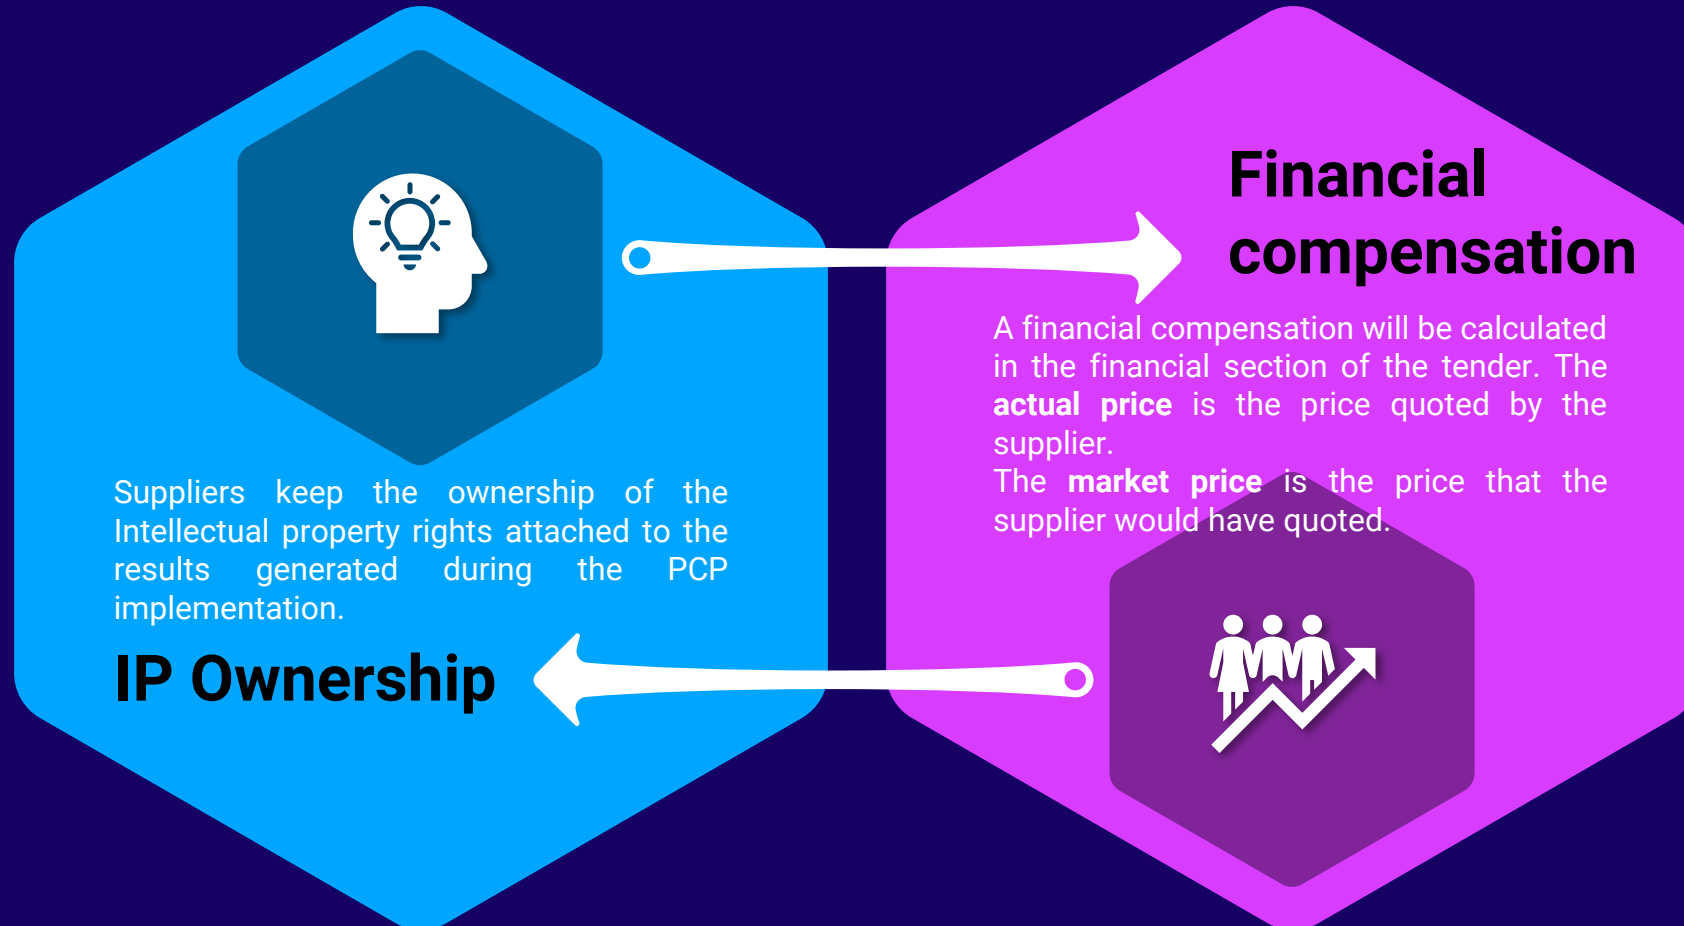 Suppliers keep the ownership of the
Intellectual property rights attached to the
results generated during the PCP
implementation.
IP Ownership
Financial
compensation
A financial compensation will be calculated
in the financial section of the tender. The
actual price is the price quoted by the
supplier.
The market price is the price that the
supplier would have quoted.